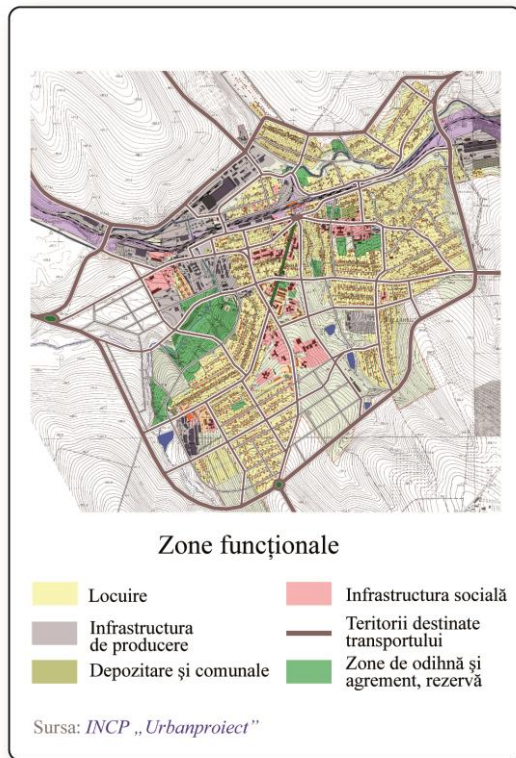 Zone funcționale
Locuire
Infrastructura
de producere
Depozitare și comunale
Infrastructura socială
Teritorii destinate
transportului
Zone de odihnă și
agrement, rezervă
Sursa: INCP „Urbanproiect”